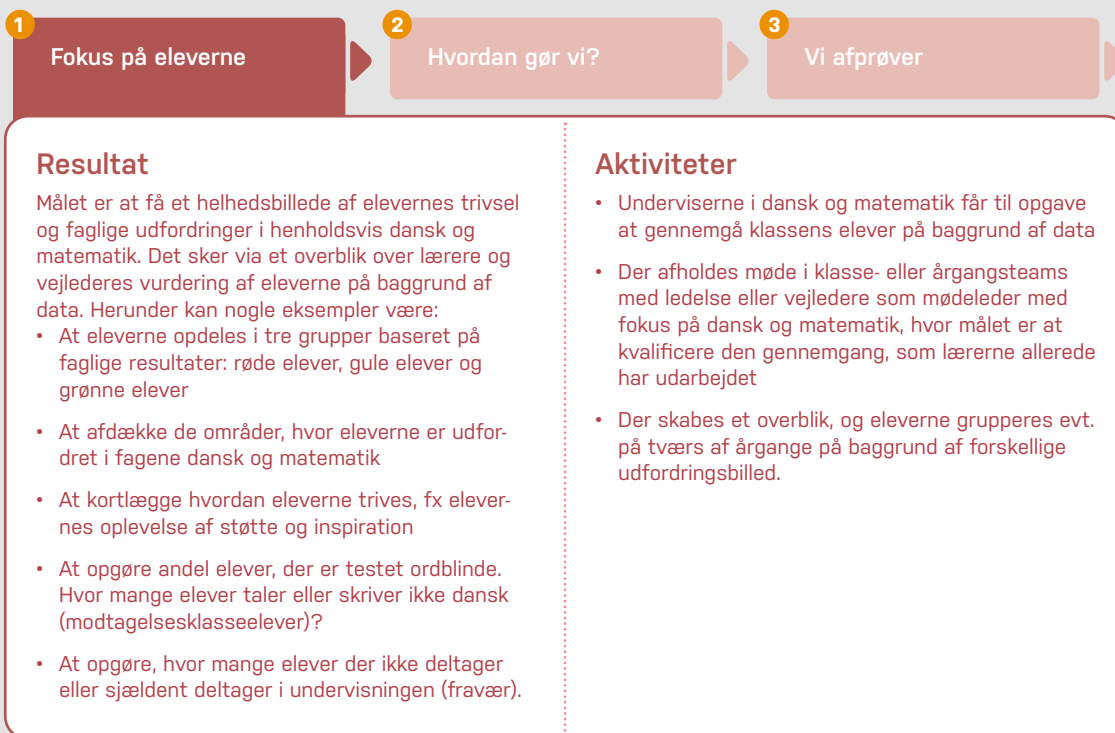 1
Fokus på eleverne
2
Hvordan gør vi?
3
Vi afprøver
Resultat
Målet er at få et helhedsbillede af elevernes trivsel
og faglige udfordringer i henholdsvis dansk og
matematik. Det sker via et overblik over lærere og
vejlederes vurdering af eleverne på baggrund af
data. Herunder kan nogle eksempler være:
• At eleverne opdeles i tre grupper baseret på
faglige resultater: røde elever, gule elever og
grønne elever
• At afdække de områder, hvor eleverne er udfor-
dret i fagene dansk og matematik
• At kortlægge hvordan eleverne trives, fx elever-
nes oplevelse af støtte og inspiration
• At opgøre andel elever, der er testet ordblinde.
Hvor mange elever taler eller skriver ikke dansk
(modtagelsesklasseelever)?
• At opgøre, hvor mange elever der ikke deltager
eller sjældent deltager i undervisningen (fravær).
Aktiviteter
• Underviserne i dansk og matematik får til opgave
at gennemgå klassens elever på baggrund af data
• Der afholdes møde i klasse- eller årgangsteams
med ledelse eller vejledere som mødeleder med
fokus på dansk og matematik, hvor målet er at
kvalificere den gennemgang, som lærerne allerede
har udarbejdet
• Der skabes et overblik, og eleverne grupperes evt.
på tværs af årgange på baggrund af forskellige
udfordringsbilled.